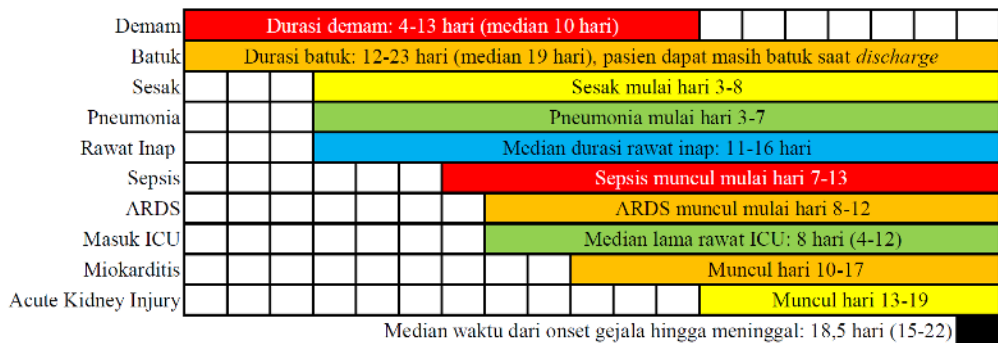 Demam Durasi demam: 4-13 hari (median 10 hari)
Batuk Durasi batuk: 12-23 hari (median 19 hari), pasien dapat masih batuk saat discharge
Sesak Sesak mulai hari 3-8
Pneumonia Pneumonia mulai hari 3-7
Rawat Inap Median durasi rawat inap: 11-16 hari
Sepsis Sepsis muncul mulai hari 7-13
ARDS ARDS muncul mulai hari 8-12
Masuk ICU Median lama rawat ICU: 8 hari (4-12)
Miokarditis Muncul hari 10-17
Acute Kidney Injury Muncul hari 13-19
Median waktu dari onset gejala hingga meninggal: 18,5 hari (15-22)